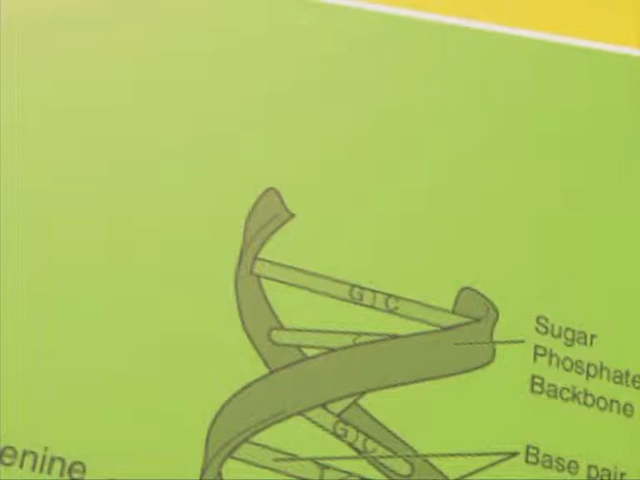 G C
Sugar
Phosphate
Backbone
G C
enine
Base pair